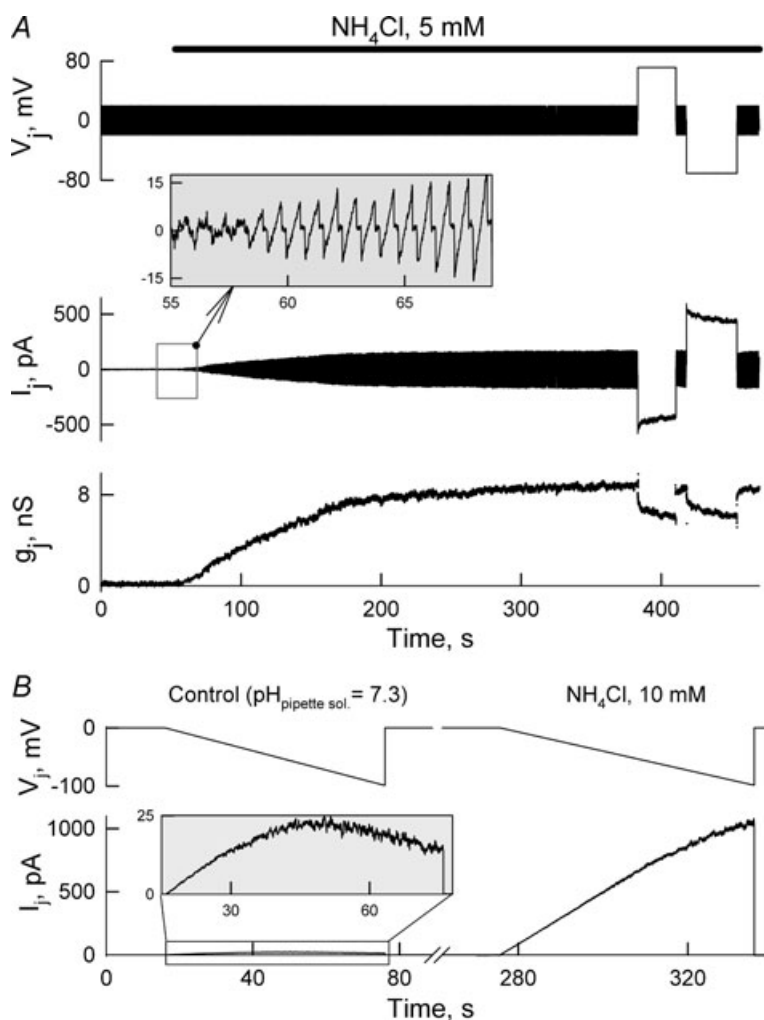 A
NH₄Cl, 5 mM
Vⱼ, mV
80
0
-80
15
0
-15
55
60
65
Iⱼ, pA
500
0
-500
gⱼ, nS
8
0
0
100
200
300
400
Time, s
B
Control (pH pipette sol. = 7.3)
NH₄Cl, 10 mM
Vⱼ, mV
0
-100
25
0
30
60
Iⱼ, pA
1000
500
0
0
40
80
280
320
Time, s